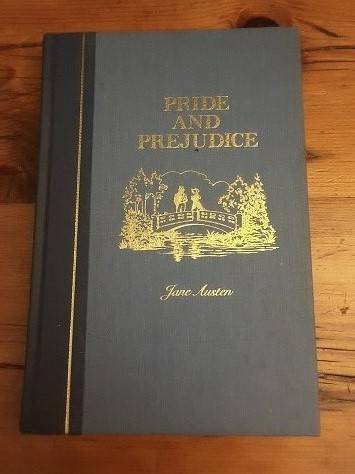 PRIDE
AND
PREJUDICE
Jane Austen